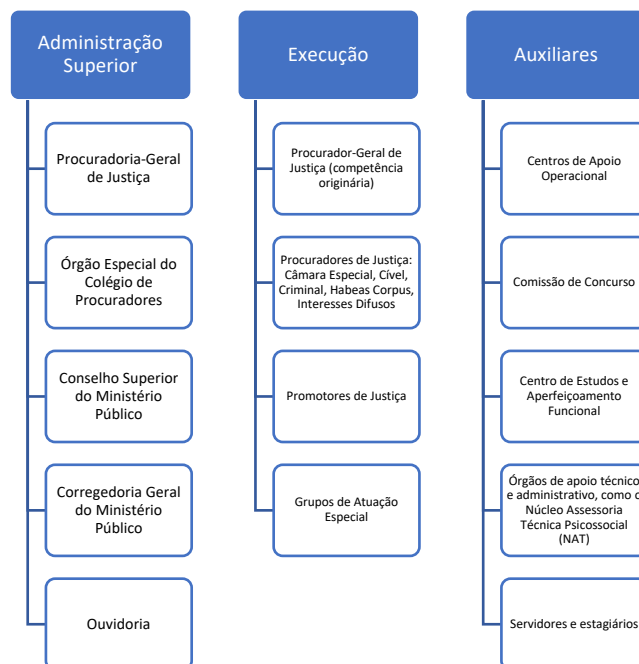 Administração
Superior
Procuradoria-Geral
de Justiça
Órgão Especial do
Colégio de
Procuradores
Conselho Superior
do Ministério
Público
Corregedoria Geral
do Ministério
Público
Ouvidoria
Execução
Procurador-Geral de
Justiça (competência
originária)
Procuradores de Justiça:
Câmara Especial, Cível,
Criminal, Habeas Corpus,
Interesses Difusos
Promotores de Justiça
Grupos de Atuação
Especial
Auxiliares
Centros de Apoio
Operacional
Comissão de Concurso
Centro de Estudos e
Aperfeiçoamento
Funcional
Órgãos de apoio técnico
e administrativo, como o
Núcleo Assessoria
Técnica Psicossocial
(NAT)
Servidores e estagiários